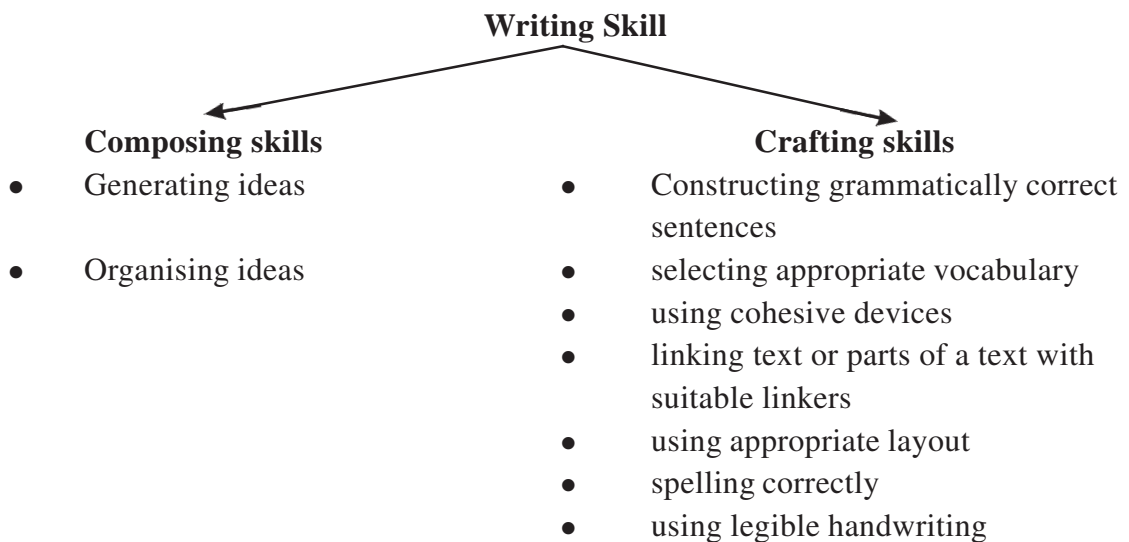 Writing Skill
Composing skills
● Generating ideas
● Organising ideas
Crafting skills
● Constructing grammatically correct
sentences
● selecting appropriate vocabulary
● using cohesive devices
● linking text or parts of a text with
suitable linkers
● using appropriate layout
● spelling correctly
● using legible handwriting